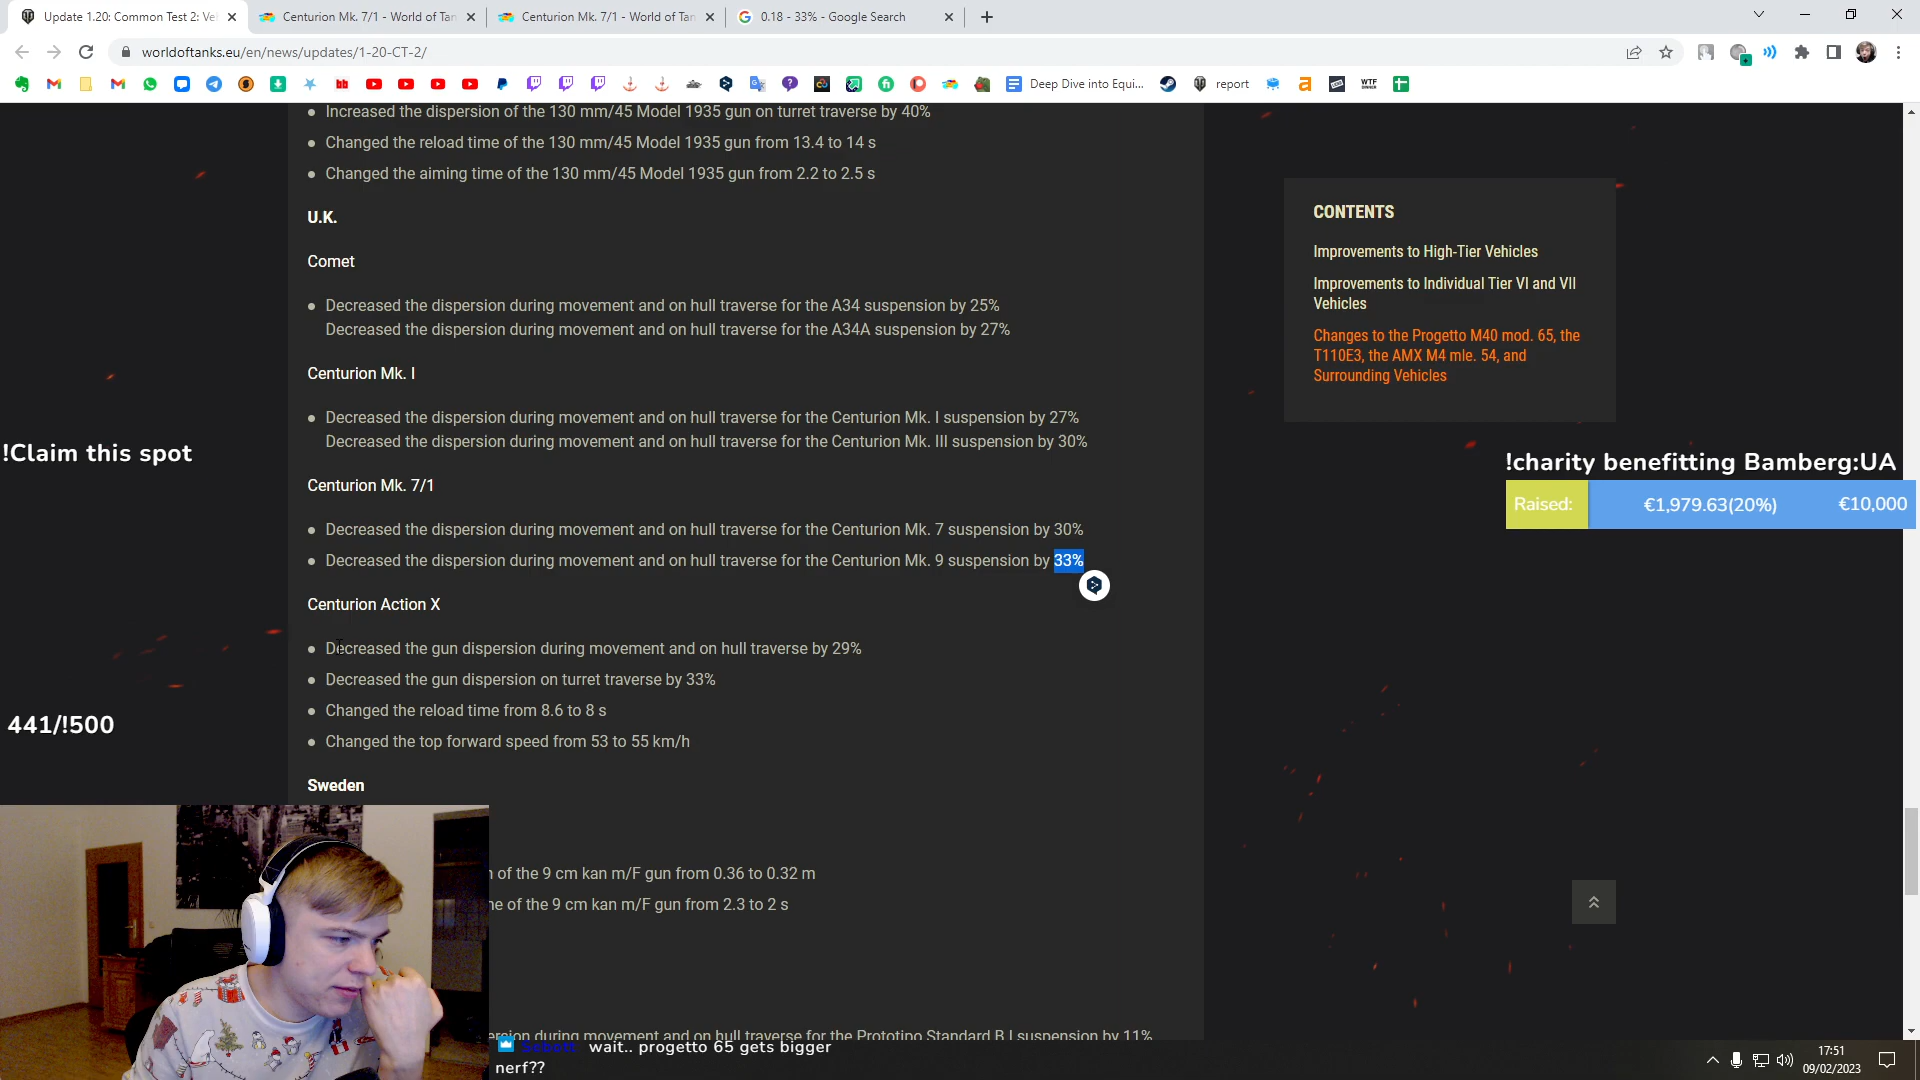 Update 1.20: Common Test 2: Veh
Centurion Mk. 7/1 - World of Tan
Centurion Mk. 7/1 - World of Tan
0.18 - 33% - Google Search
worldoftanks.eu/en/news/updates/1-20-CT-2/
Deep Dive into Equi...
report
WTF
Increased the dispersion of the 130 mm/45 Model 1935 gun on turret traverse by 40%
Changed the reload time of the 130 mm/45 Model 1935 gun from 13.4 to 14 s
Changed the aiming time of the 130 mm/45 Model 1935 gun from 2.2 to 2.5 s
U.K.
Comet
Decreased the dispersion during movement and on hull traverse for the A34 suspension by 25%
Decreased the dispersion during movement and on hull traverse for the A34A suspension by 27%
Centurion Mk. I
Decreased the dispersion during movement and on hull traverse for the Centurion Mk. I suspension by 27%
Decreased the dispersion during movement and on hull traverse for the Centurion Mk. III suspension by 30%
Centurion Mk. 7/1
Decreased the dispersion during movement and on hull traverse for the Centurion Mk. 7 suspension by 30%
Decreased the dispersion during movement and on hull traverse for the Centurion Mk. 9 suspension by 33%
Centurion Action X
Decreased the gun dispersion during movement and on hull traverse by 29%
Decreased the gun dispersion on turret traverse by 33%
Changed the reload time from 8.6 to 8 s
Changed the top forward speed from 53 to 55 km/h
Sweden
of the 9 cm kan m/F gun from 0.36 to 0.32 m
of the 9 cm kan m/F gun from 2.3 to 2 s
during movement and on hull traverse for the Prototipo Standard B I suspension by 11%
CONTENTS
Improvements to High-Tier Vehicles
Improvements to Individual Tier VI and VII
Vehicles
Changes to the Progetto M40 mod. 65, the
T110E3, the AMX M4 mle. 54, and
Surrounding Vehicles
!Claim this spot
441/!500
!charity benefitting Bamberg:UA
Raised: €1,979.63(20%) €10,000
wait.. progetto 65 gets bigger
nerf??
17:51
09/02/2023